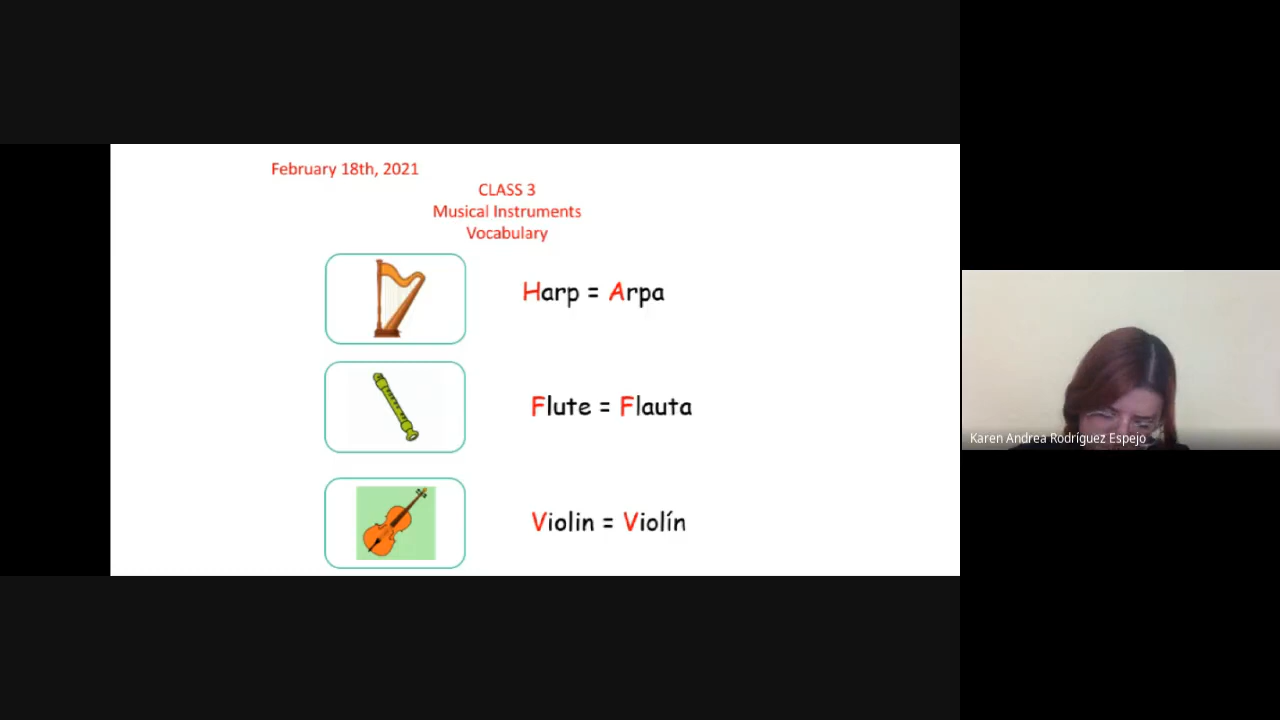 February 18th, 2021
CLASS 3
Musical Instruments
Vocabulary
Harp = Arpa
Flute = Flauta
Violin = Violín
Karen Andrea Rodríguez Espejo